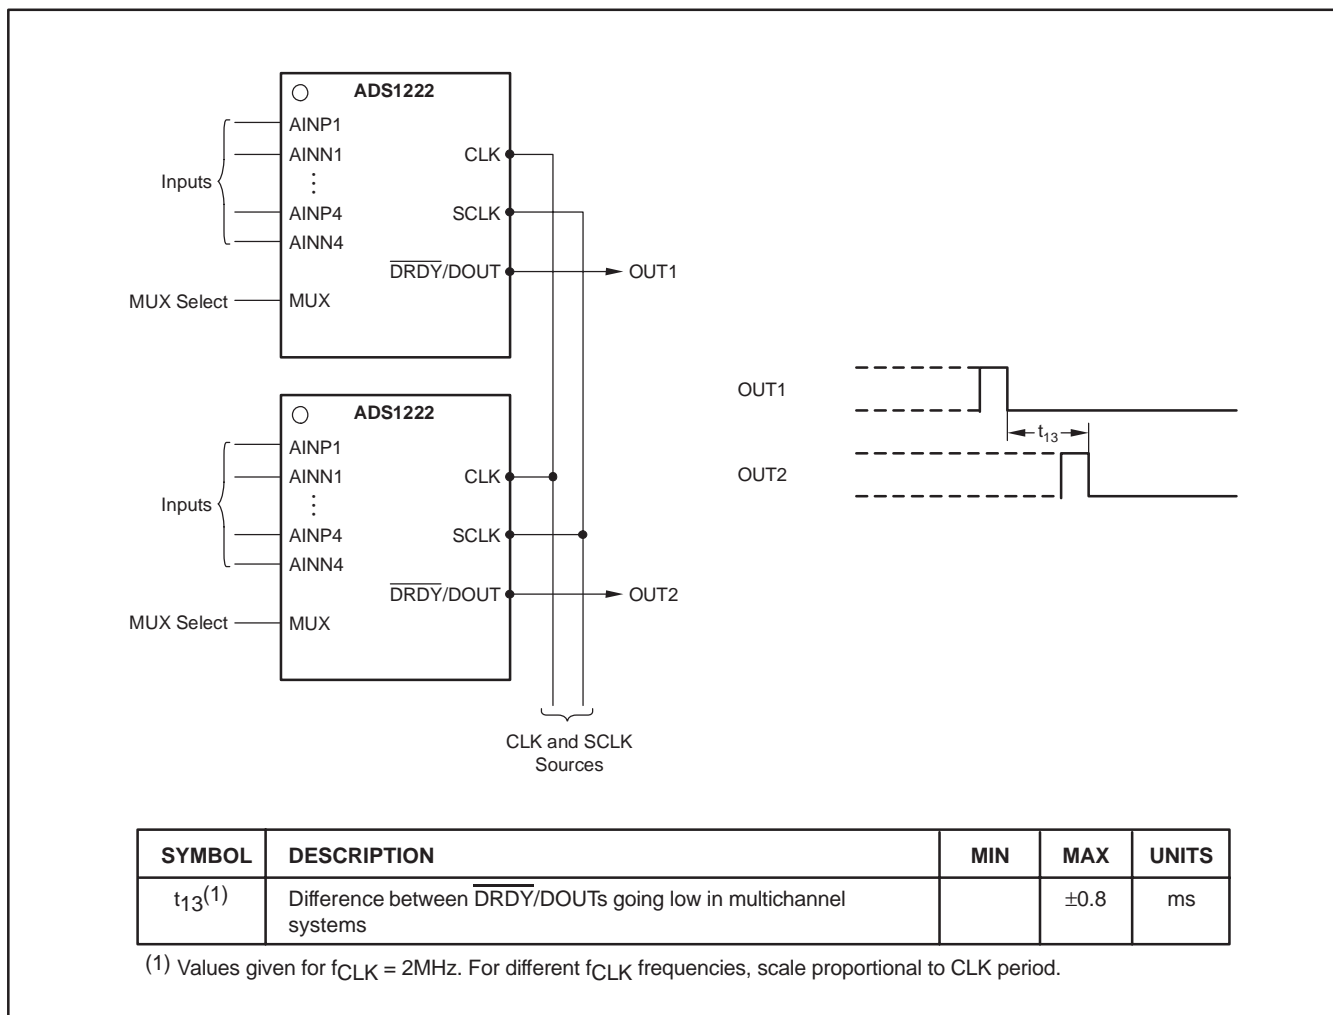 ADS1222
AINP1
AINN1
CLK
Inputs
AINP4
SCLK
AINN4
DRDY/DOUT
OUT1
MUX Select
MUX
ADS1222
AINP1
AINN1
CLK
Inputs
AINP4
SCLK
AINN4
DRDY/DOUT
OUT2
MUX Select
MUX
CLK and SCLK
Sources
OUT1
t13
OUT2
SYMBOL DESCRIPTION MIN MAX UNITS
t13(1) Difference between DRDY/DOUTs going low in multichannel ±0.8 ms
systems
(1) Values given for fCLK = 2MHz. For different fCLK frequencies, scale proportional to CLK period.